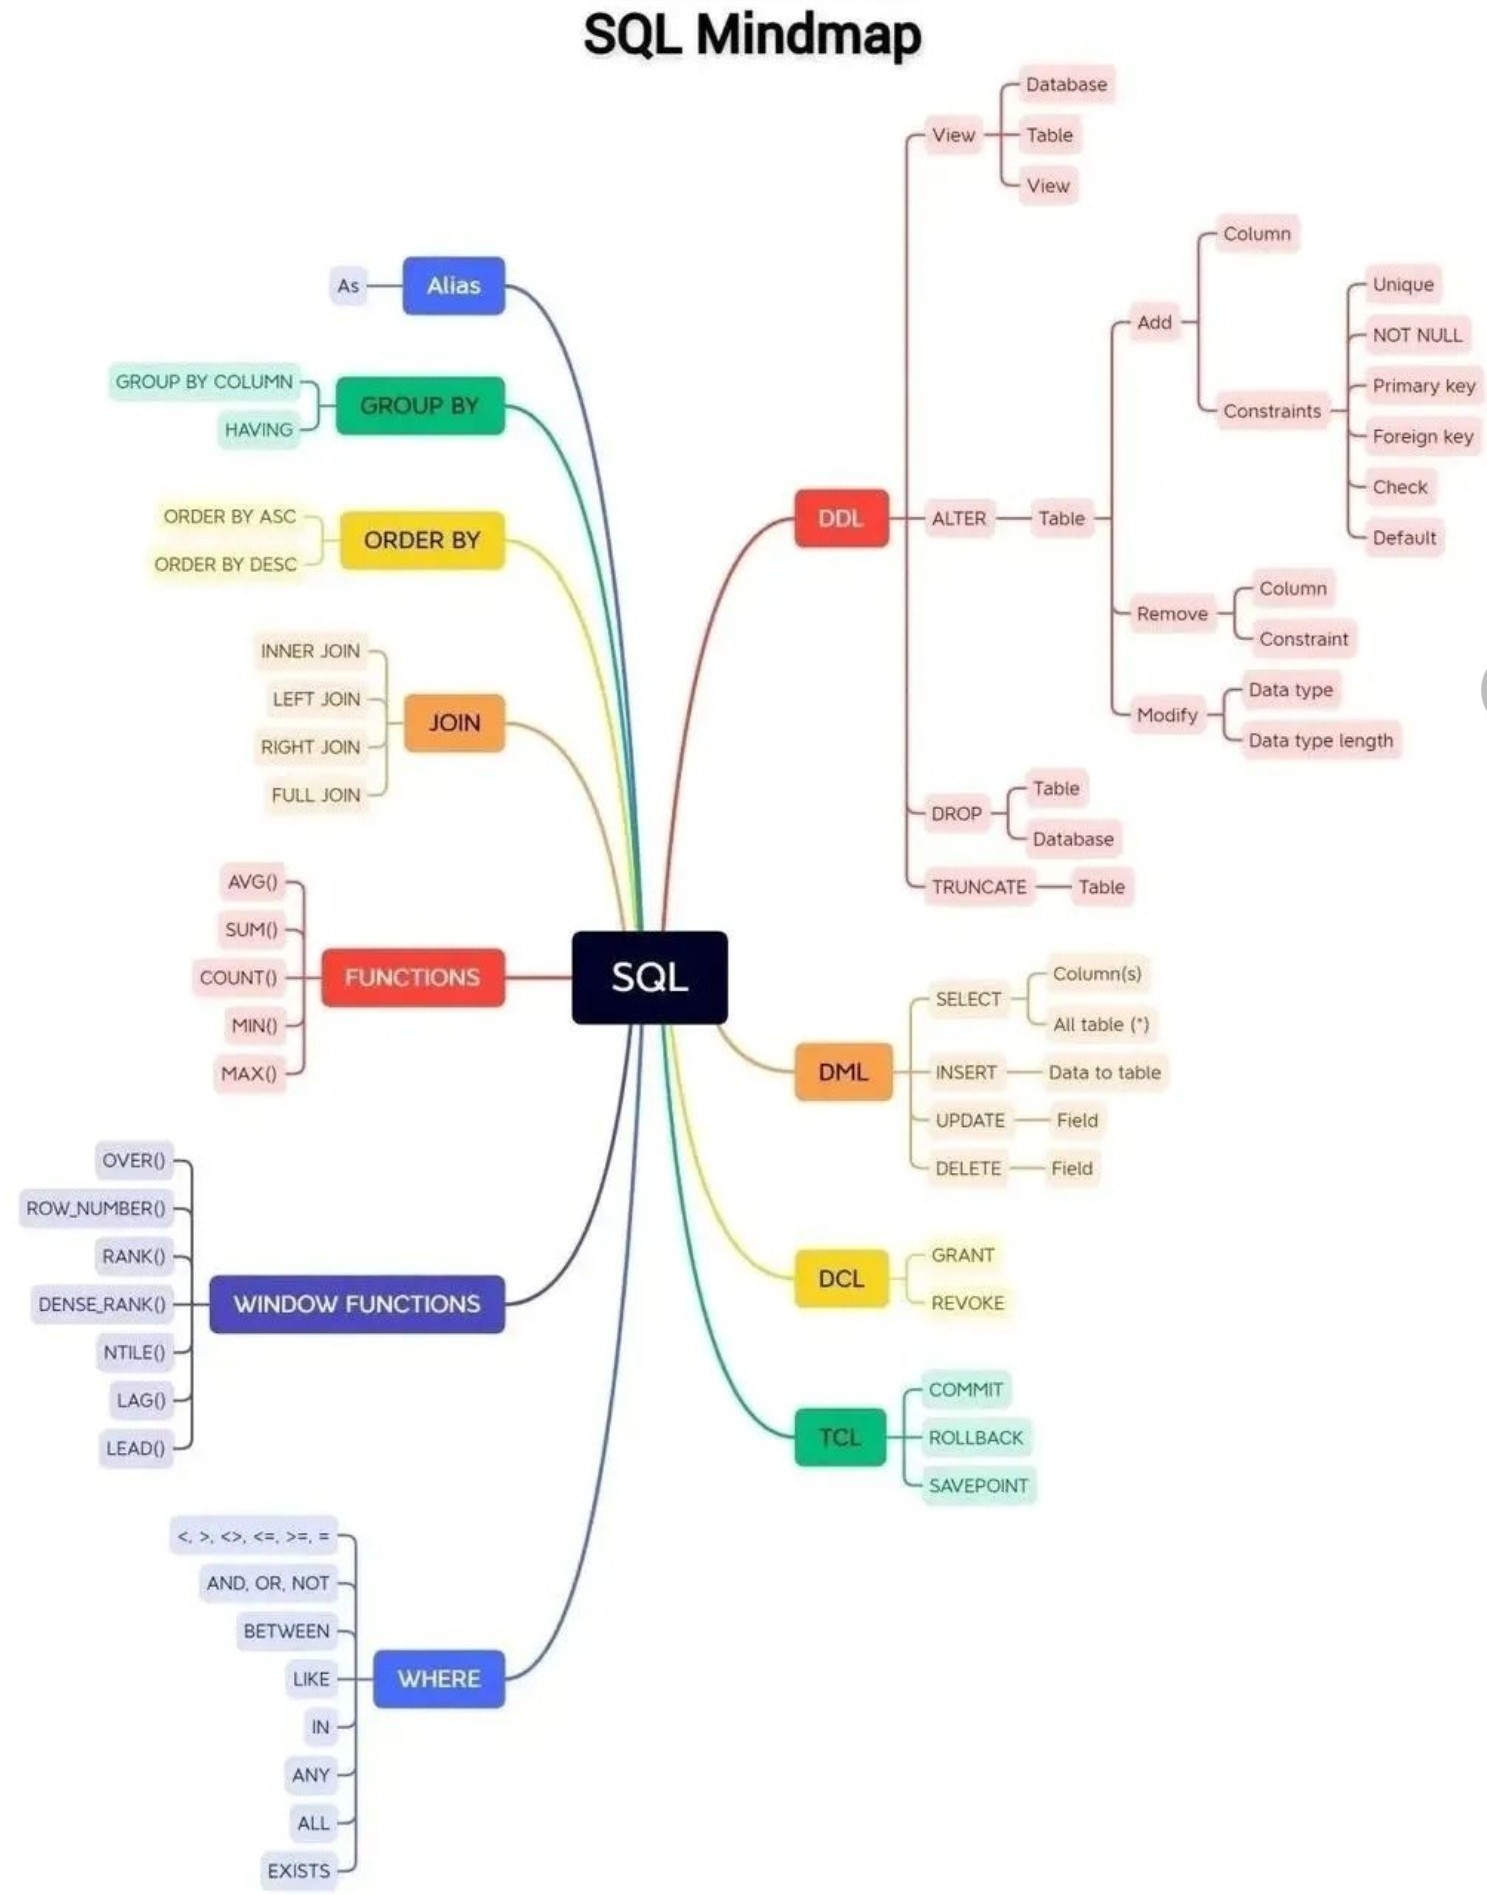 SQL Mindmap
SQL
Alias
As
GROUP BY
GROUP BY COLUMN
HAVING
ORDER BY
ORDER BY ASC
ORDER BY DESC
JOIN
INNER JOIN
LEFT JOIN
RIGHT JOIN
FULL JOIN
FUNCTIONS
AVG()
SUM()
COUNT()
MIN()
MAX()
WINDOW FUNCTIONS
OVER()
ROW_NUMBER()
RANK()
DENSE_RANK()
NTILE()
LAG()
LEAD()
WHERE
<, >, <>, <=, >=, =
AND, OR, NOT
BETWEEN
LIKE
IN
ANY
ALL
EXISTS
DDL
View
Database
Table
View
ALTER
Table
Add
Column
Constraints
Unique
NOT NULL
Primary key
Foreign key
Check
Default
Remove
Column
Constraint
Modify
Data type
Data type length
DROP
Table
Database
TRUNCATE
Table
DML
SELECT
Column(s)
All table (*)
INSERT
Data to table
UPDATE
Field
DELETE
Field
DCL
GRANT
REVOKE
TCL
COMMIT
ROLLBACK
SAVEPOINT